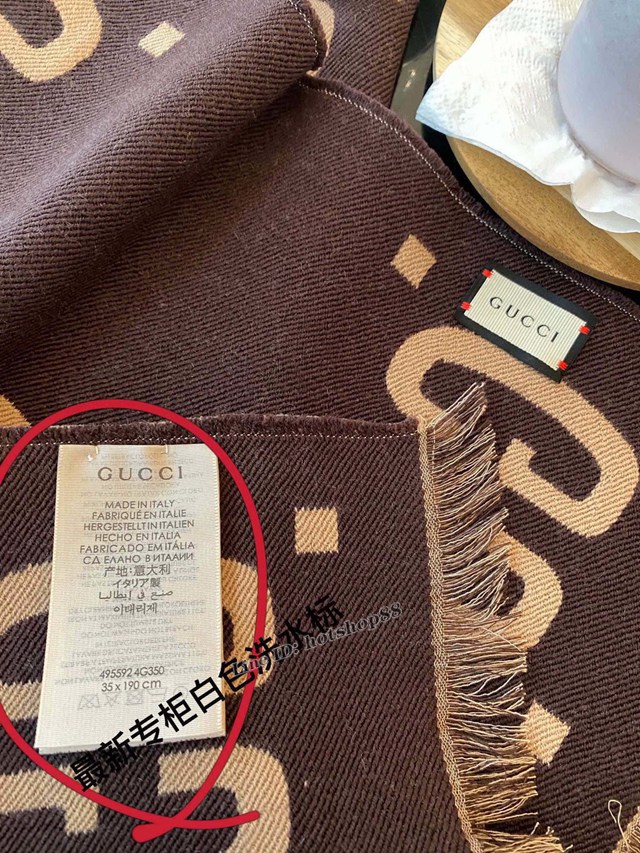 GUCCI
GUCCI
MADE IN ITALY
FABRIQUÉ EN ITALIE
HERGESTELLT IN ITALIEN
HECHO EN ITALIA
FABRICADO EM ITÁLIA
СДЕЛАНО В ИТАЛИИ
产地:意大利
イタリア製
صنع في إيطاليا
이태리제
495592 4G350
35 x 190 cm
最新专柜白色洗水标
ID: hotshop88